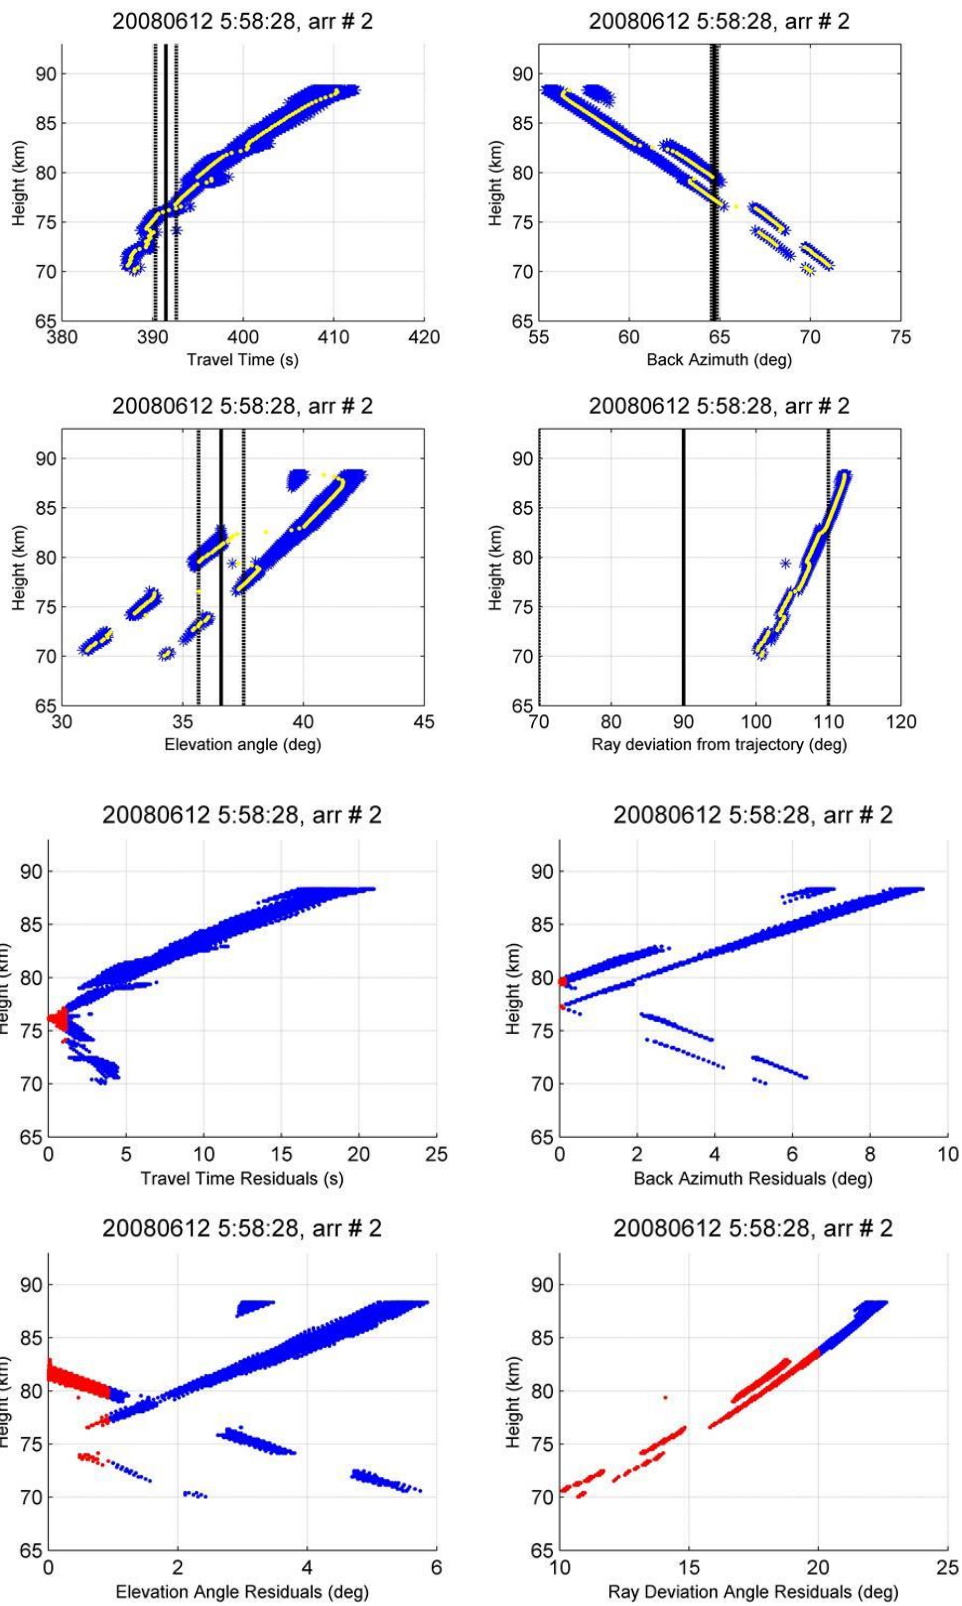 20080612 5:58:28, arr # 2
Height (km)
90
85
80
75
70
65
380 390 400 410 420
Travel Time (s)
20080612 5:58:28, arr # 2
Height (km)
90
85
80
75
70
65
55 60 65 70 75
Back Azimuth (deg)
20080612 5:58:28, arr # 2
Height (km)
90
85
80
75
70
65
30 35 40 45
Elevation angle (deg)
20080612 5:58:28, arr # 2
Height (km)
90
85
80
75
70
65
70 80 90 100 110 120
Ray deviation from trajectory (deg)
20080612 5:58:28, arr # 2
Height (km)
90
85
80
75
70
65
0 5 10 15 20 25
Travel Time Residuals (s)
20080612 5:58:28, arr # 2
Height (km)
90
85
80
75
70
65
0 2 4 6 8 10
Back Azimuth Residuals (deg)
20080612 5:58:28, arr # 2
Height (km)
90
85
80
75
70
65
0 2 4 6
Elevation Angle Residuals (deg)
20080612 5:58:28, arr # 2
Height (km)
90
85
80
75
70
65
10 15 20 25
Ray Deviation Angle Residuals (deg)